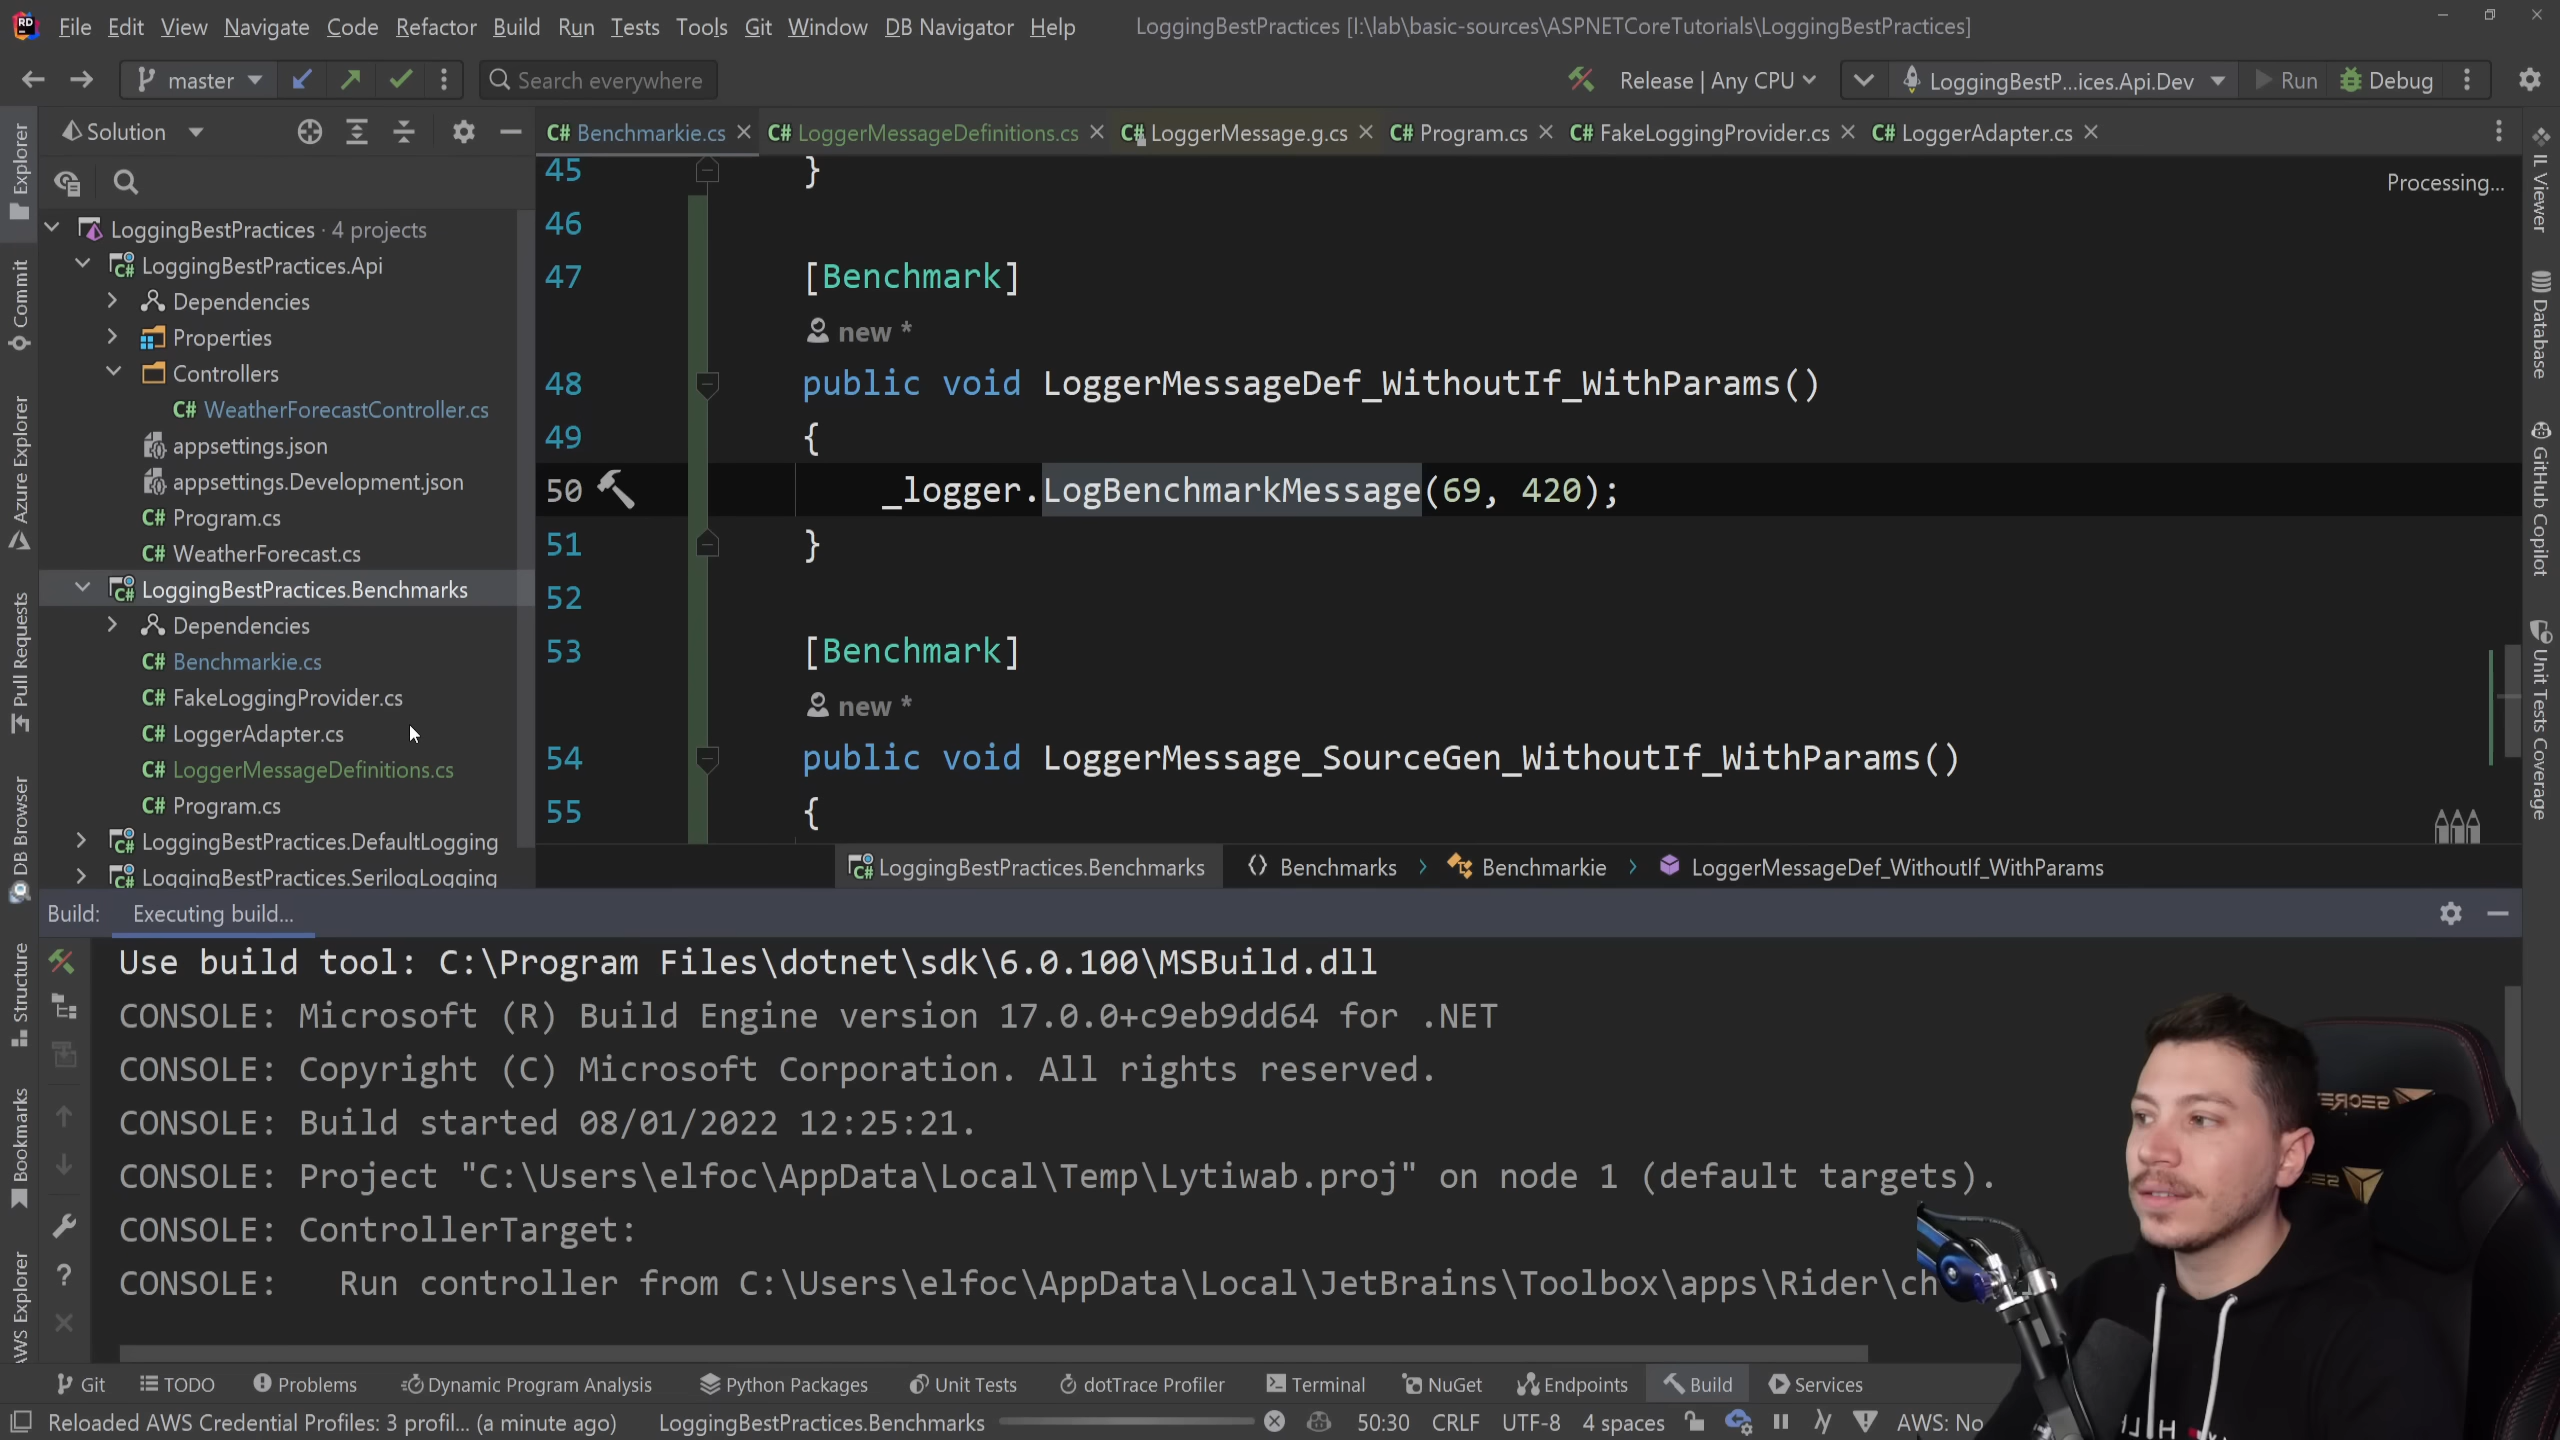 File Edit View Navigate Code Refactor Build Run Tests Tools Git Window DB Navigator Help LoggingBestPractices [I:\lab\basic-sources\ASPNETCoreTutorials\LoggingBestPractices]
master Search everywhere Release | Any CPU LoggingBestP...ices.Api.Dev Run Debug
Solution
Benchmarkie.cs LoggerMessageDefinitions.cs LoggerMessage.g.cs Program.cs FakeLoggingProvider.cs LoggerAdapter.cs
Processing...
Explorer
Commit
Azure Explorer
Pull Requests
DB Browser
Structure
Bookmarks
AWS Explorer
LoggingBestPractices · 4 projects
LoggingBestPractices.Api
Dependencies
Properties
Controllers
C# WeatherForecastController.cs
appsettings.json
appsettings.Development.json
C# Program.cs
C# WeatherForecast.cs
LoggingBestPractices.Benchmarks
Dependencies
C# Benchmarkie.cs
C# FakeLoggingProvider.cs
C# LoggerAdapter.cs
C# LoggerMessageDefinitions.cs
C# Program.cs
LoggingBestPractices.DefaultLogging
LoggingBestPractices.SerilogLogging
45 }
46
47 [Benchmark]
new *
48 public void LoggerMessageDef_WithoutIf_WithParams()
49 {
50 _logger.LogBenchmarkMessage(69, 420);
51 }
52
53 [Benchmark]
new *
54 public void LoggerMessage_SourceGen_WithoutIf_WithParams()
55 {
LoggingBestPractices.Benchmarks Benchmarks Benchmarkie LoggerMessageDef_WithoutIf_WithParams
IL Viewer
Database
GitHub Copilot
Unit Tests Coverage
Build: Executing build...
Use build tool: C:\Program Files\dotnet\sdk\6.0.100\MSBuild.dll
CONSOLE: Microsoft (R) Build Engine version 17.0.0+c9eb9dd64 for .NET
CONSOLE: Copyright (C) Microsoft Corporation. All rights reserved.
CONSOLE: Build started 08/01/2022 12:25:21.
CONSOLE: Project "C:\Users\elfoc\AppData\Local\Temp\Lytiwab.proj" on node 1 (default targets).
CONSOLE: ControllerTarget:
CONSOLE:   Run controller from C:\Users\elfoc\AppData\Local\JetBrains\Toolbox\apps\Rider\ch
Git TODO Problems Dynamic Program Analysis Python Packages Unit Tests dotTrace Profiler Terminal NuGet Endpoints Build Services
Reloaded AWS Credential Profiles: 3 profil... (a minute ago) LoggingBestPractices.Benchmarks 50:30 CRLF UTF-8 4 spaces AWS: No